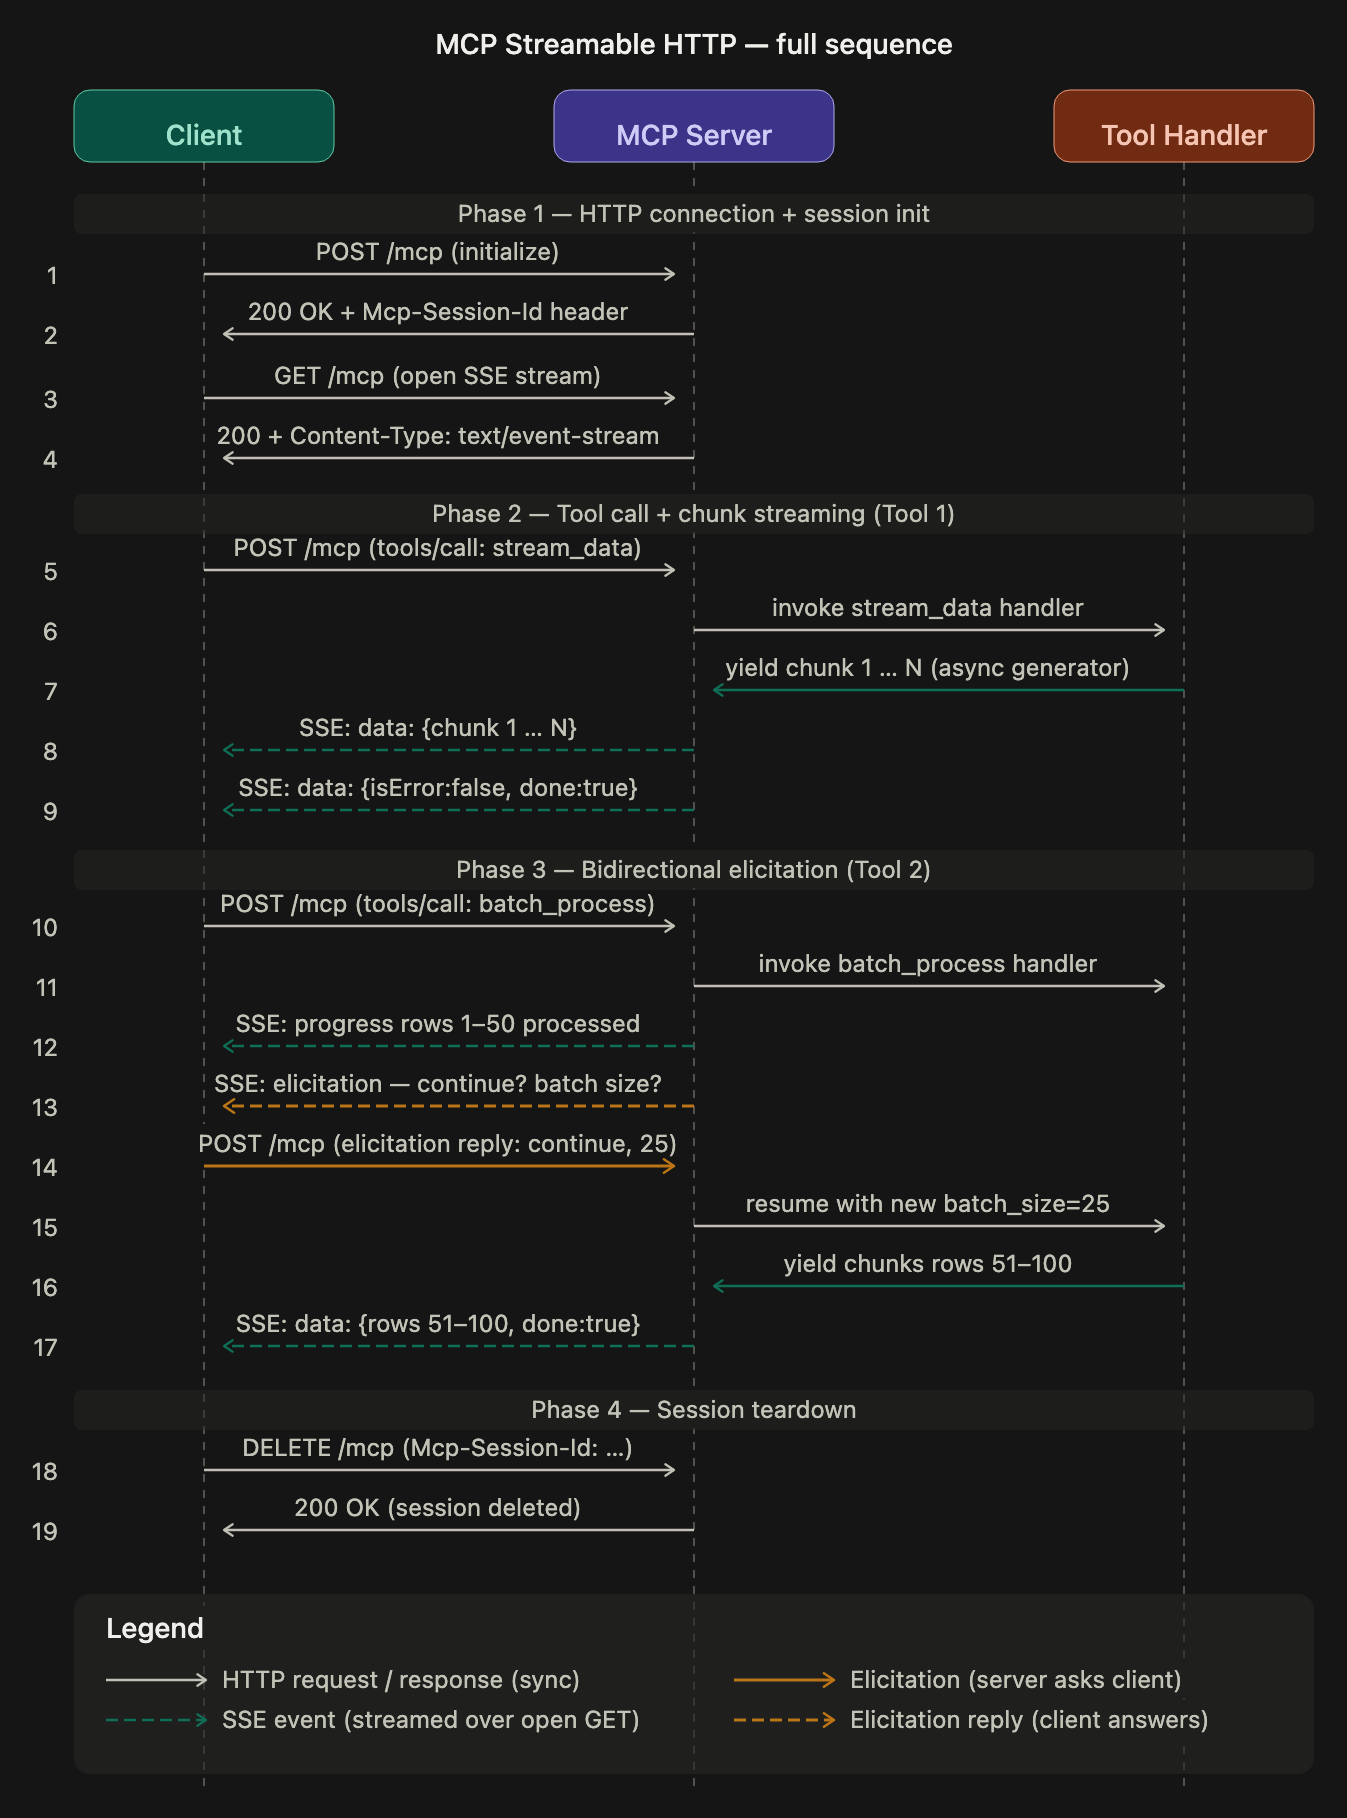 MCP Streamable HTTP — full sequence
Client
MCP Server
Tool Handler
Phase 1 — HTTP connection + session init
POST /mcp (initialize)
1
200 OK + Mcp-Session-Id header
2
GET /mcp (open SSE stream)
3
200 + Content-Type: text/event-stream
4
Phase 2 — Tool call + chunk streaming (Tool 1)
POST /mcp (tools/call: stream_data)
5
invoke stream_data handler
6
yield chunk 1 ... N (async generator)
7
SSE: data: {chunk 1 ... N}
8
SSE: data: {isError:false, done:true}
9
Phase 3 — Bidirectional elicitation (Tool 2)
POST /mcp (tools/call: batch_process)
10
invoke batch_process handler
11
SSE: progress rows 1–50 processed
12
SSE: elicitation — continue? batch size?
13
POST /mcp (elicitation reply: continue, 25)
14
resume with new batch_size=25
15
yield chunks rows 51–100
16
SSE: data: {rows 51–100, done:true}
17
Phase 4 — Session teardown
DELETE /mcp (Mcp-Session-Id: ...)
18
200 OK (session deleted)
19
Legend
HTTP request / response (sync)
Elicitation (server asks client)
SSE event (streamed over open GET)
Elicitation reply (client answers)